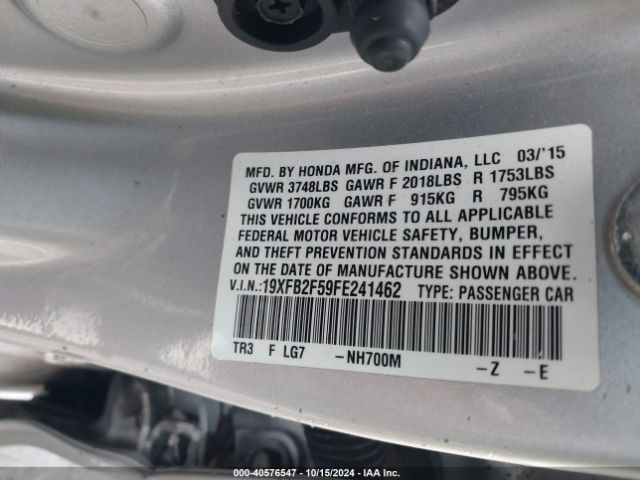 MFD. BY HONDA MFG. OF INDIANA, LLC 03/'15
GVWR 3748LBS GAWR F 2018LBS R 1753LBS
GVWR 1700KG GAWR F 915KG R 795KG
THIS VEHICLE CONFORMS TO ALL APPLICABLE
FEDERAL MOTOR VEHICLE SAFETY, BUMPER,
AND THEFT PREVENTION STANDARDS IN EFFECT
ON THE DATE OF MANUFACTURE SHOWN ABOVE.
V.I.N.:19XFB2F59FE241462 TYPE: PASSENGER CAR
TR3 F LG7 -NH700M -Z -E
000-40576547 - 10/15/2024 - IAA Inc.